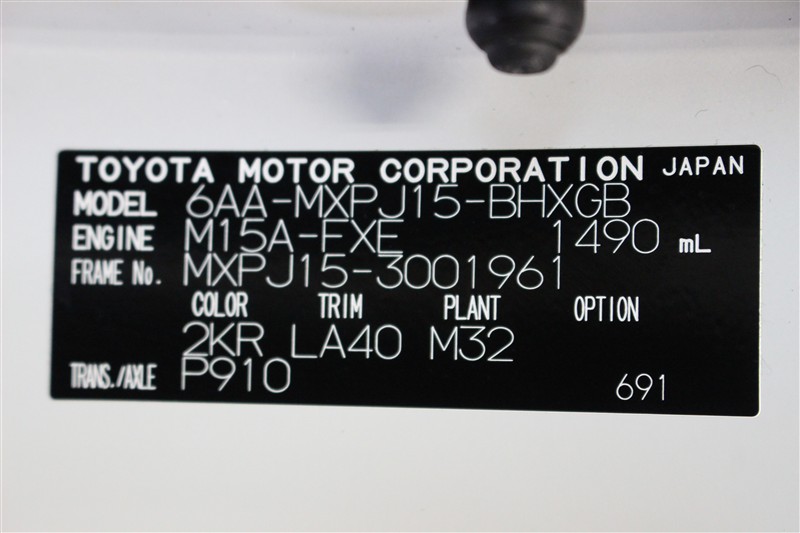 TOYOTA MOTOR CORPORATION JAPAN
MODEL 6AA-MXPJ15-BHXGB
ENGINE M15A-FXE 1490 mL
FRAME No. MXPJ15-3001961
COLOR TRIM PLANT OPTION
2KR LA40 M32
TRANS./AXLE P910 691